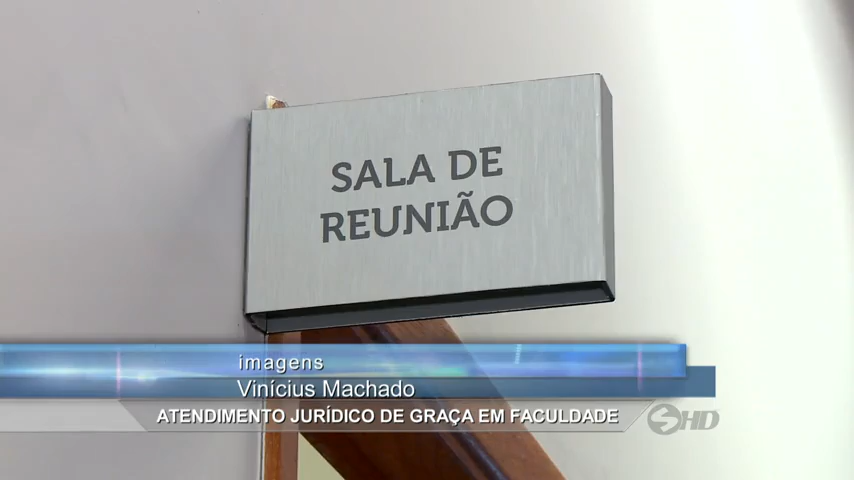 SALA DE
REUNIÃO
imagens
Vinícius Machado
ATENDIMENTO JURÍDICO DE GRAÇA EM FACULDADE
HD